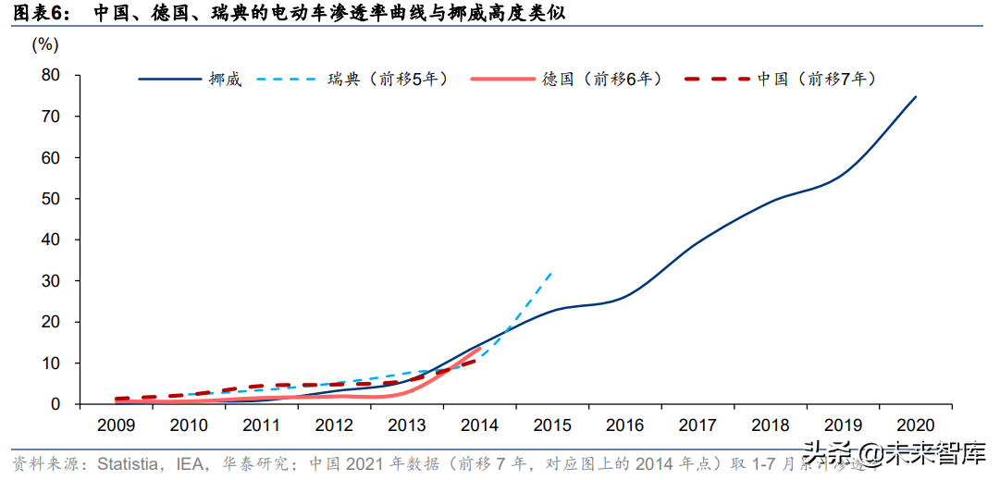 图表6： 中国、德国、瑞典的电动车渗透率曲线与挪威高度类似
(%)
挪威 瑞典（前移5年） 德国（前移6年） 中国（前移7年）
80
70
60
50
40
30
20
10
0
2009 2010 2011 2012 2013 2014 2015 2016 2017 2018 2019 2020
资料来源：Statistia，IEA，华泰研究；中国 2021 年数据（前移 7 年，对应图上的 2014 年点）取 1-7 月累计渗透率
头条@未来智库